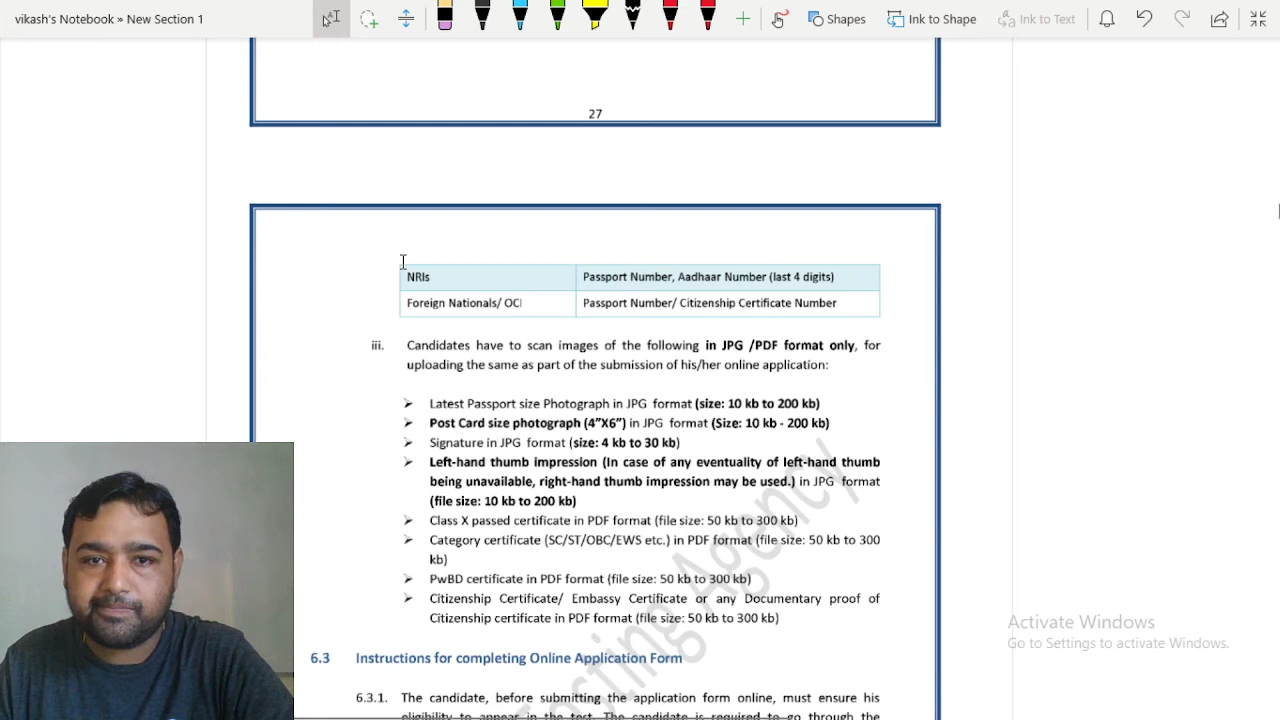 vikash's Notebook » New Section 1
Shapes
Ink to Shape
Ink to Text
27
NRIs
Passport Number, Aadhaar Number (last 4 digits)
Foreign Nationals/ OCI
Passport Number/ Citizenship Certificate Number
iii. Candidates have to scan images of the following in JPG /PDF format only, for
uploading the same as part of the submission of his/her online application:
➢ Latest Passport size Photograph in JPG format (size: 10 kb to 200 kb)
➢ Post Card size photograph (4”X6”) in JPG format (Size: 10 kb - 200 kb)
➢ Signature in JPG format (size: 4 kb to 30 kb)
➢ Left-hand thumb impression (In case of any eventuality of left-hand thumb
being unavailable, right-hand thumb impression may be used.) in JPG format
(file size: 10 kb to 200 kb)
➢ Class X passed certificate in PDF format (file size: 50 kb to 300 kb)
➢ Category certificate (SC/ST/OBC/EWS etc.) in PDF format (file size: 50 kb to 300
kb)
➢ PwBD certificate in PDF format (file size: 50 kb to 300 kb)
➢ Citizenship Certificate/ Embassy Certificate or any Documentary proof of
Citizenship certificate in PDF format (file size: 50 kb to 300 kb)
6.3 Instructions for completing Online Application Form
6.3.1. The candidate, before submitting the application form online, must ensure his
eligibility to appear in the test. The candidate is required to go through the
Testing Agency
Activate Windows
Go to Settings to activate Windows.